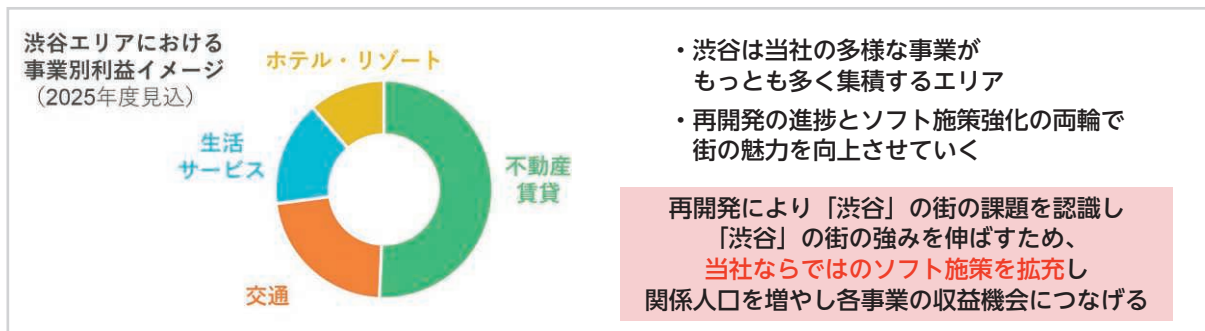 渋谷エリアにおける
事業別利益イメージ
（2025年度見込）
ホテル・リゾート
生活
サービス
不動産
賃貸
交通
・渋谷は当社の多様な事業が
もっとも多く集積するエリア
・再開発の進捗とソフト施策強化の両輪で
街の魅力を向上させていく
再開発により「渋谷」の街の課題を認識し
「渋谷」の街の強みを伸ばすため、
当社ならではのソフト施策を拡充し
関係人口を増やし各事業の収益機会につなげる